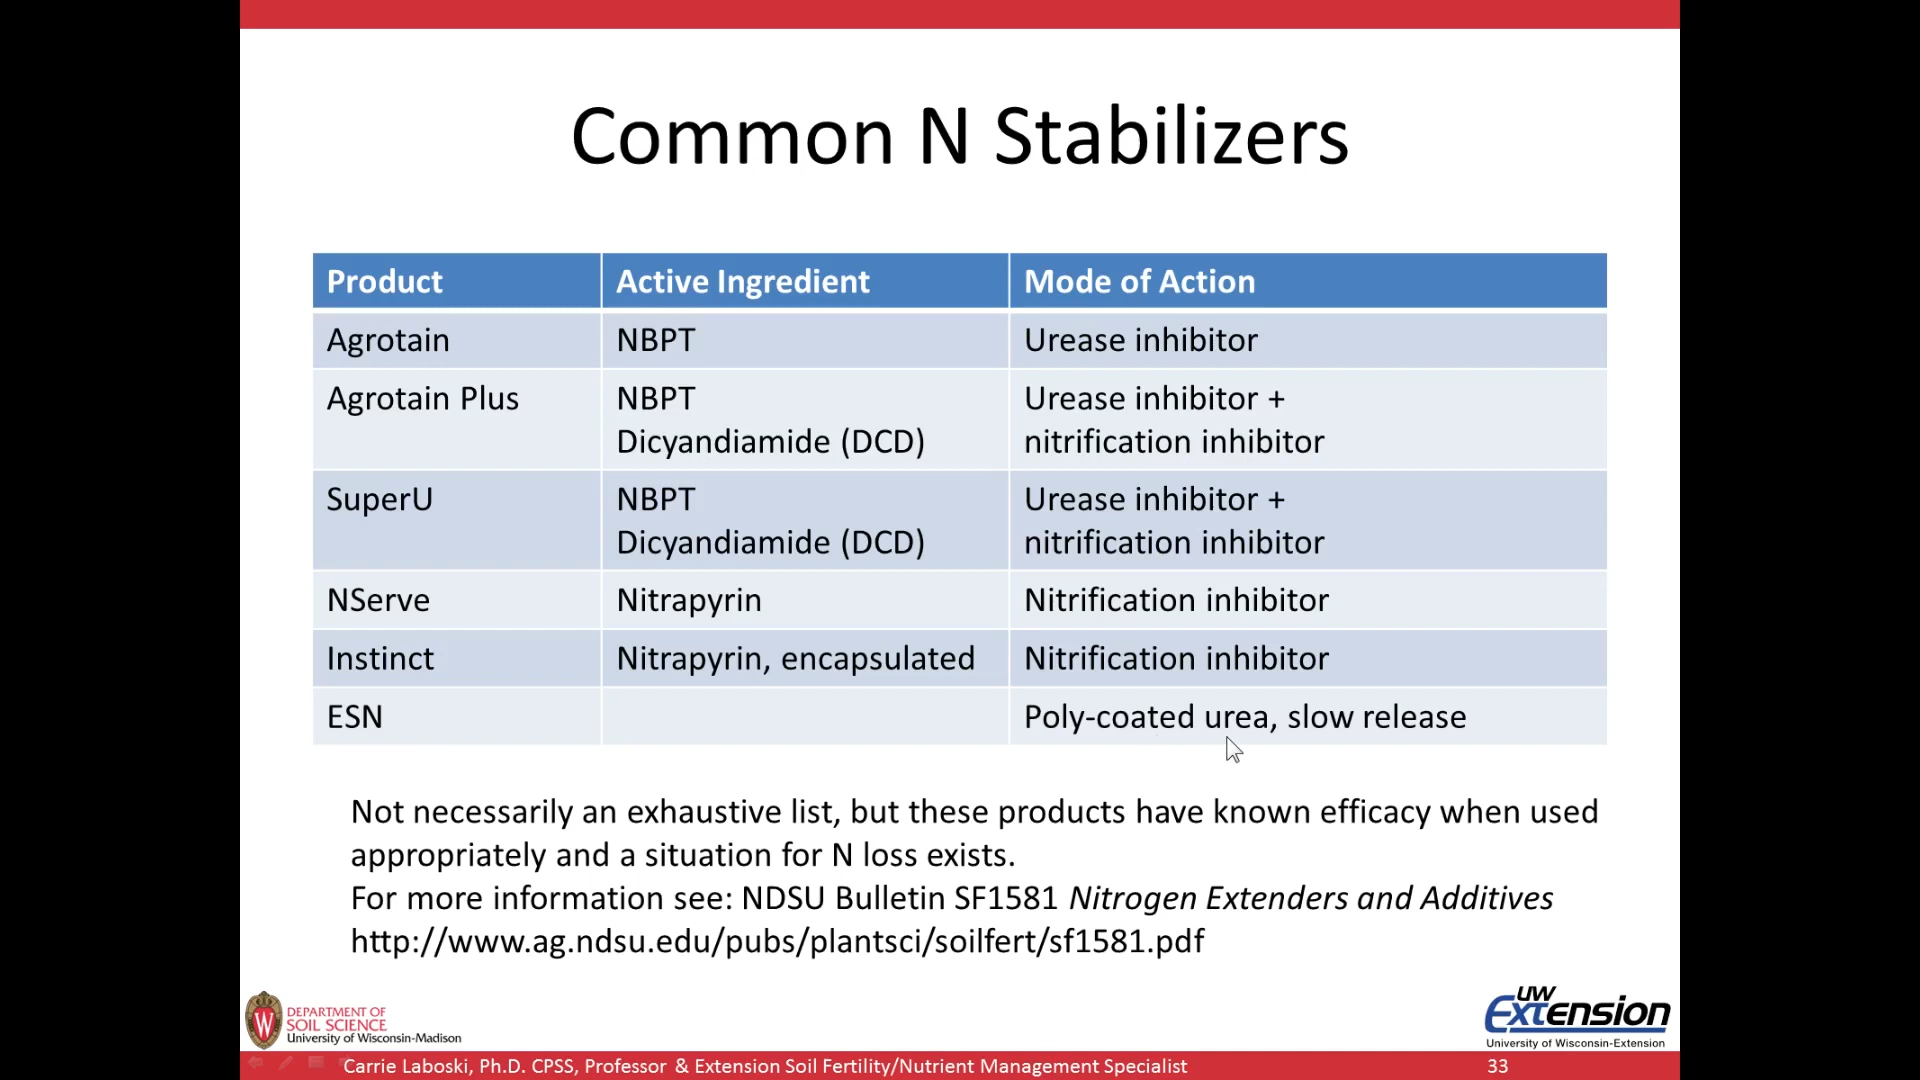 Common N Stabilizers
Product Active Ingredient Mode of Action
Agrotain NBPT Urease inhibitor
Agrotain Plus NBPT Urease inhibitor +
Dicyandiamide (DCD) nitrification inhibitor
SuperU NBPT Urease inhibitor +
Dicyandiamide (DCD) nitrification inhibitor
NServe Nitrapyrin Nitrification inhibitor
Instinct Nitrapyrin, encapsulated Nitrification inhibitor
ESN Poly-coated urea, slow release
Not necessarily an exhaustive list, but these products have known efficacy when used
appropriately and a situation for N loss exists.
For more information see: NDSU Bulletin SF1581 Nitrogen Extenders and Additives
http://www.ag.ndsu.edu/pubs/plantsci/soilfert/sf1581.pdf
W
DEPARTMENT OF
SOIL SCIENCE
University of Wisconsin-Madison
UW
Extension
University of Wisconsin-Extension
Carrie Laboski, Ph.D. CPSS, Professor & Extension Soil Fertility/Nutrient Management Specialist 33